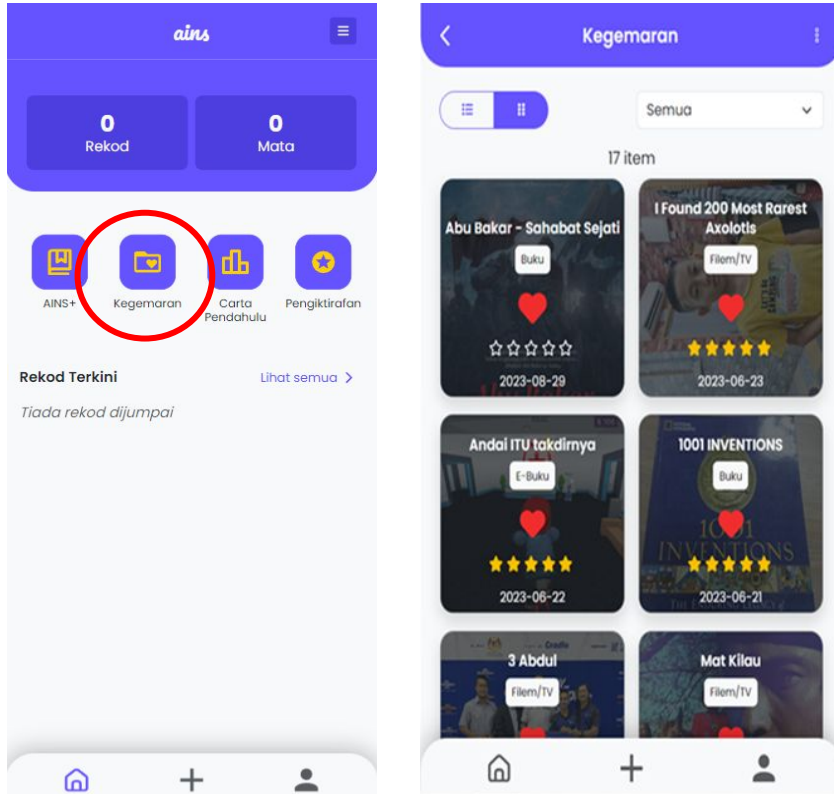 ains
0
Rekod
0
Mata
AINS+
Kegemaran
Carta
Pendahulu
Pengiktirafan
Rekod Terkini
Lihat semua >
Tiada rekod dijumpai
Kegemaran
Semua
17 item
Abu Bakar - Sahabat Sejati
Buku
2023-08-29
I Found 200 Most Rarest
Axolotls
Filem/TV
2023-06-23
Andai ITU takdirnya
E-Buku
2023-06-22
1001 INVENTIONS
Buku
1001
INVENTIONS
2023-06-21
3 Abdul
Filem/TV
Mat Kilau
Filem/TV